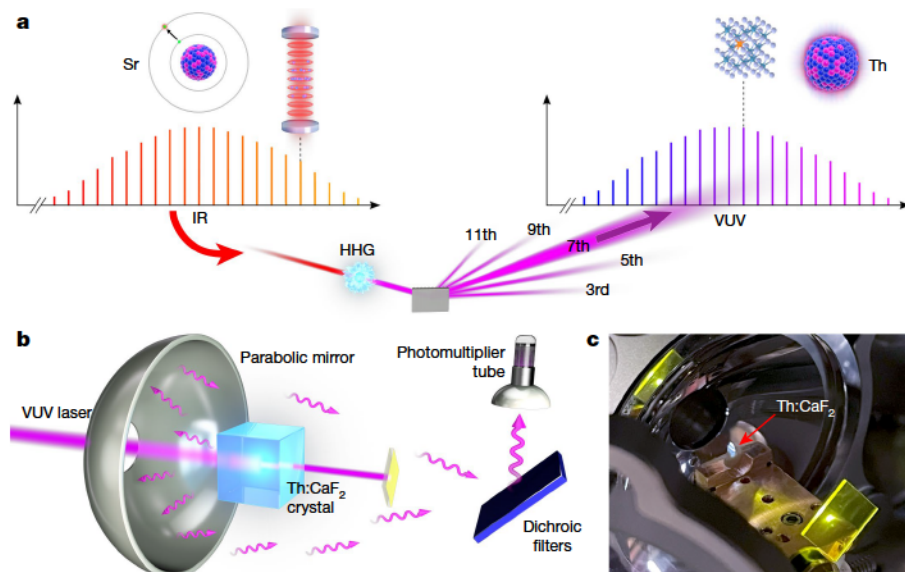 a
Sr
Th
IR
HHG
11th
9th
7th
5th
3rd
VUV
b
Parabolic mirror
VUV laser
Th:CaF₂
crystal
Photomultiplier
tube
Dichroic
filters
c
Th:CaF₂